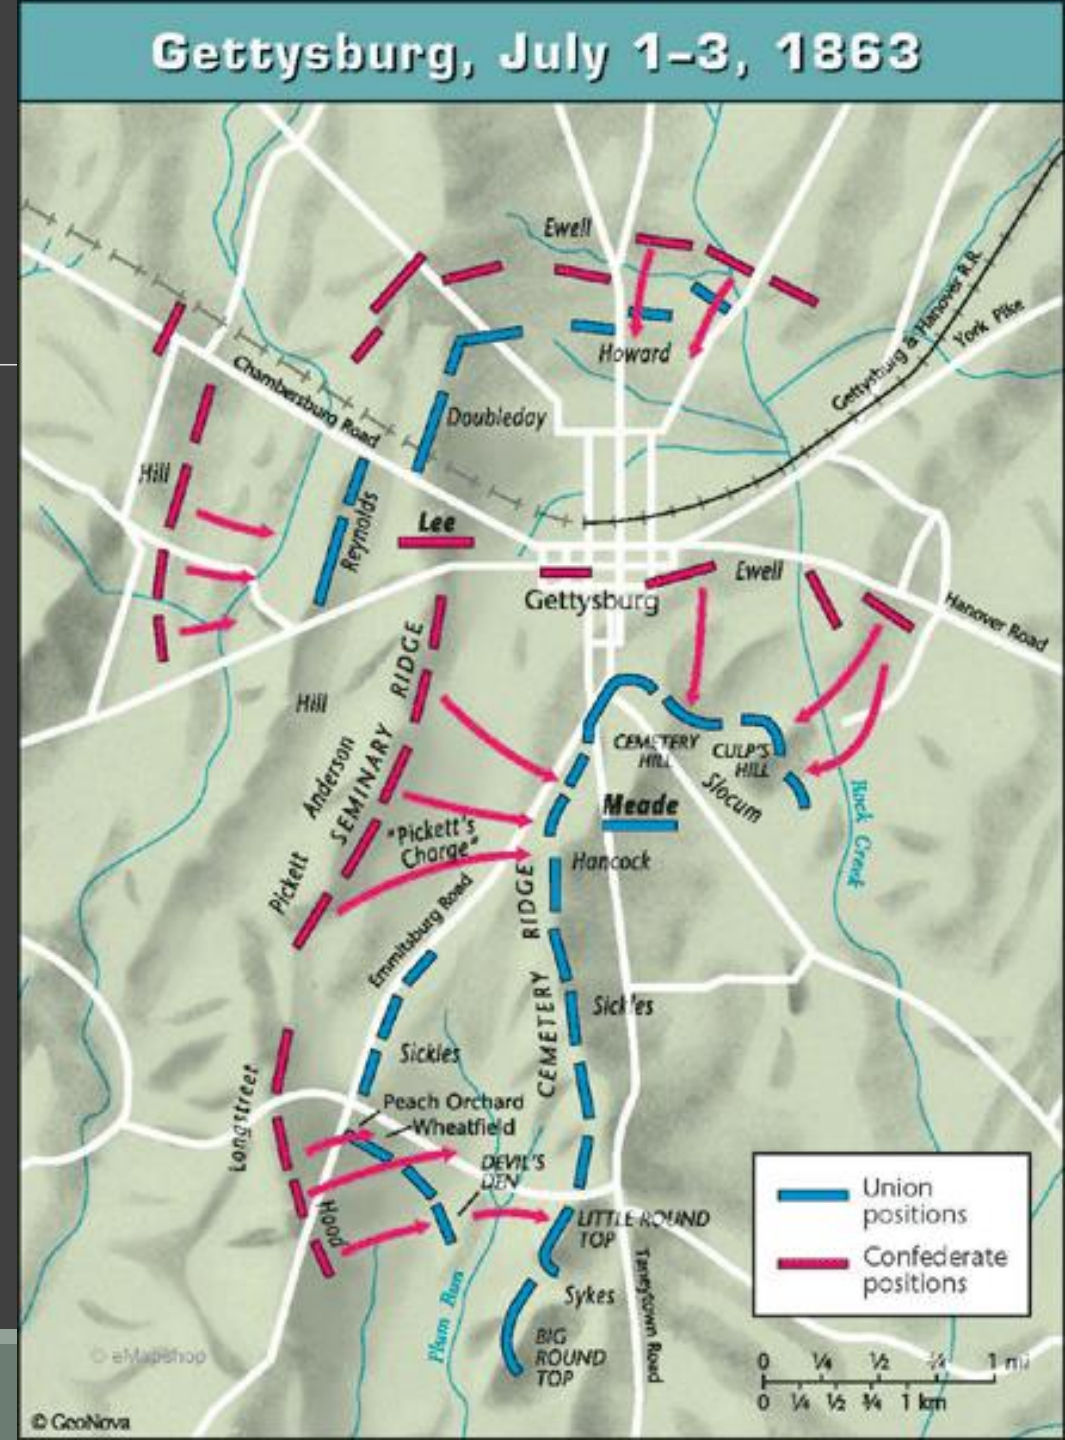 Gettysburg, July 1–3, 1863
Ewell
Howard
Gettysburg & Hanover R.R.
York Pike
Chambersburg Road
Doubleday
Hill
Reynolds
Lee
Ewell
Gettysburg
Hanover Road
Hill
SEMINARY RIDGE
Anderson
CEMETERY
HILL
CULP'S
HILL
Slocum
Meade
Rock Creek
"Pickett's
Charge"
Pickett
Hancock
Emmitsburg Road
CEMETERY RIDGE
Sickles
Sickles
Longstreet
Peach Orchard
Wheatfield
DEVIL'S
DEN
Hood
LITTLE ROUND
TOP
Sykes
Plum Run
BIG
ROUND
TOP
Taneytown Road
Union
positions
Confederate
positions
0 ¼ ½ ¾ 1 mi
0 ¼ ½ ¾ 1 km
© eMapshop
© GeoNova